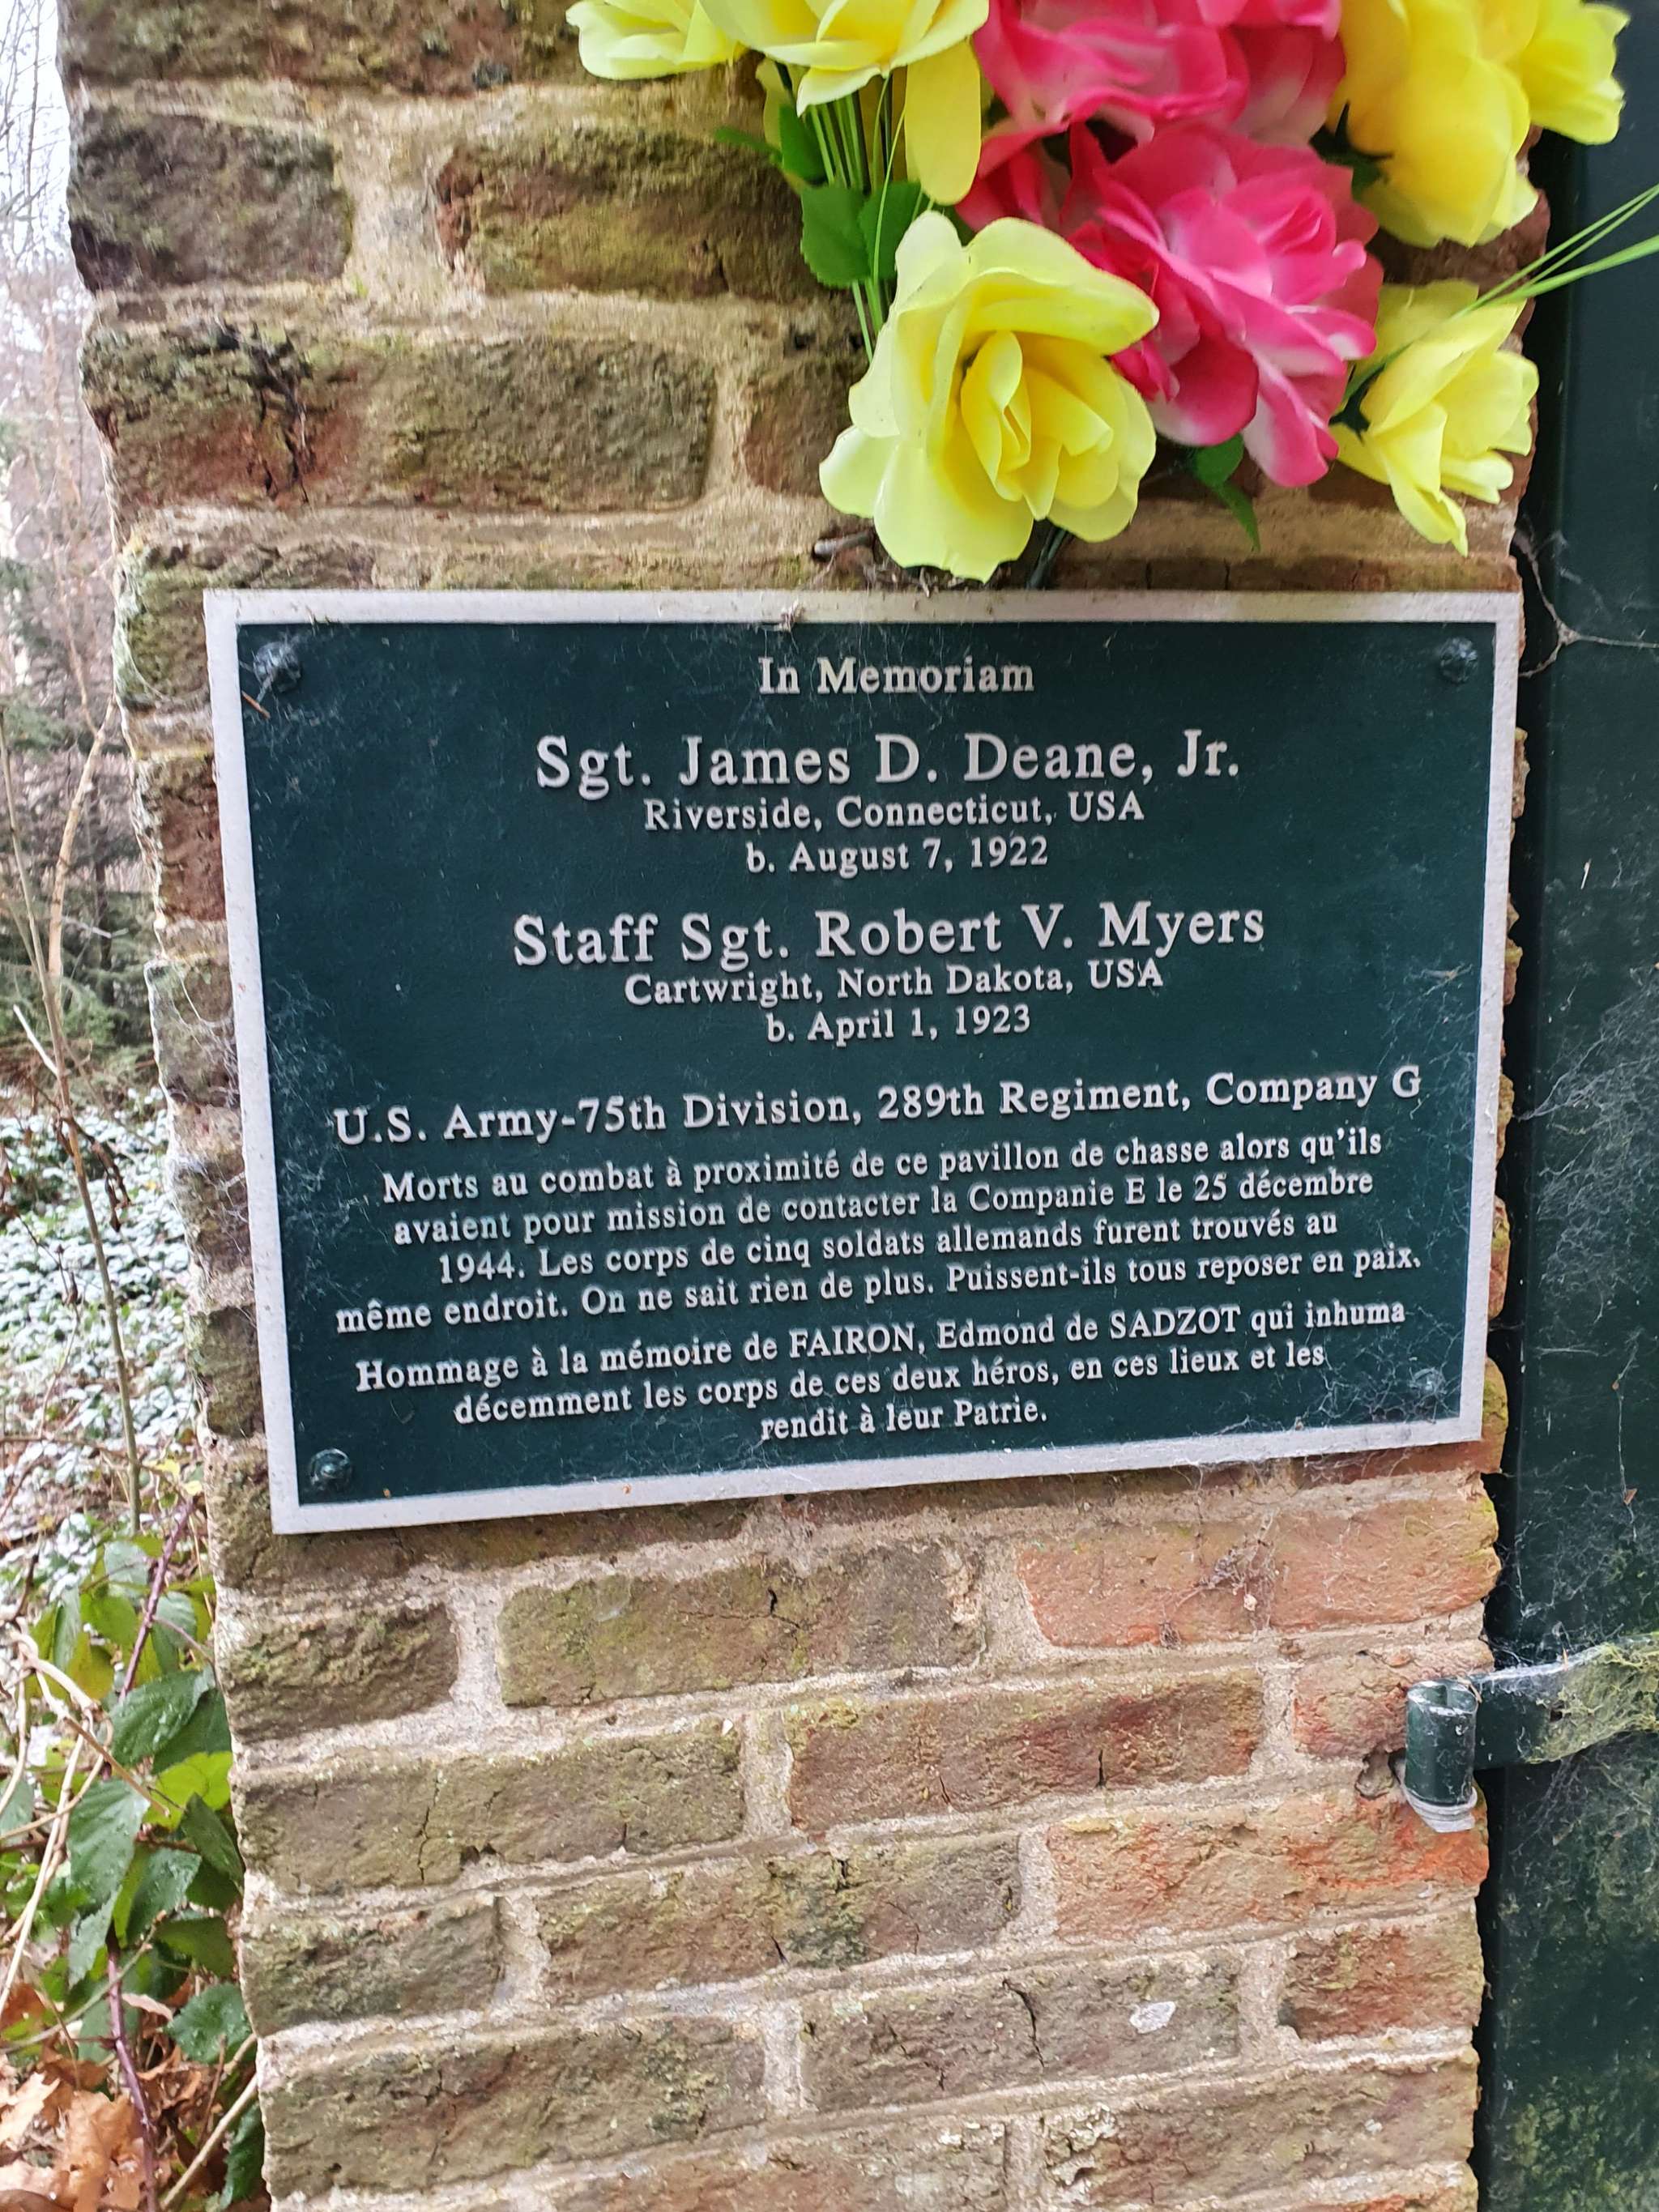 In Memoriam
Sgt. James D. Deane, Jr.
Riverside, Connecticut, USA
b. August 7, 1922
Staff Sgt. Robert V. Myers
Cartwright, North Dakota, USA
b. April 1, 1923
U.S. Army-75th Division, 289th Regiment, Company G
Morts au combat à proximité de ce pavillon de chasse alors qu'ils
avaient pour mission de contacter la Companie E le 25 décembre
1944. Les corps de cinq soldats allemands furent trouvés au
même endroit. On ne sait rien de plus. Puissent-ils tous reposer en paix.
Hommage à la mémoire de FAIRON, Edmond de SADZOT qui inhuma
décemment les corps de ces deux héros, en ces lieux et les
rendit à leur Patrie.